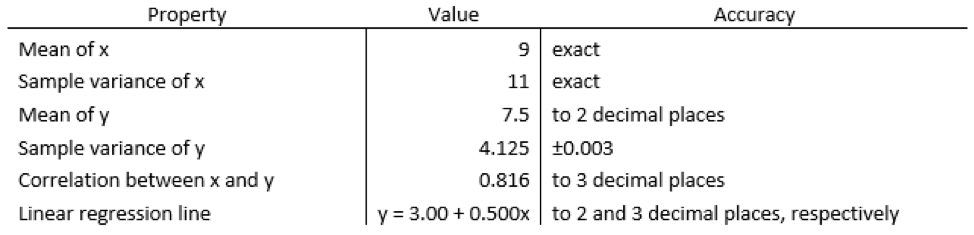 Property Value Accuracy
Mean of x 9 exact
Sample variance of x 11 exact
Mean of y 7.5 to 2 decimal places
Sample variance of y 4.125 ±0.003
Correlation between x and y 0.816 to 3 decimal places
Linear regression line y = 3.00 + 0.500x to 2 and 3 decimal places, respectively